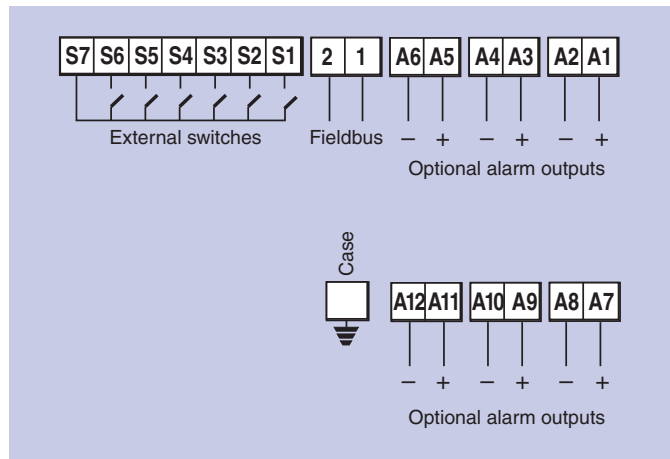 S7 S6 S5 S4 S3 S2 S1 2 1 A6 A5 A4 A3 A2 A1
External switches Fieldbus – + – + – +
Optional alarm outputs
Case
A12 A11 A10 A9 A8 A7
– + – + – +
Optional alarm outputs